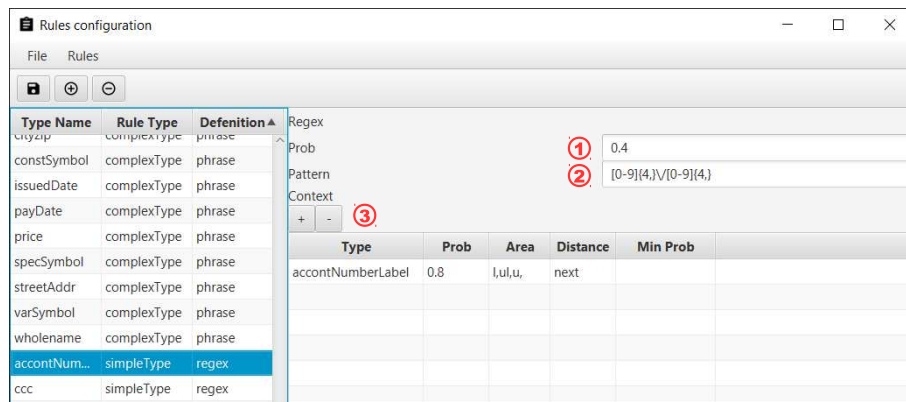 Rules configuration
File Rules
Type Name Rule Type Defenition
cityzip complexType phrase
constSymbol complexType phrase
issuedDate complexType phrase
payDate complexType phrase
price complexType phrase
specSymbol complexType phrase
streetAddr complexType phrase
varSymbol complexType phrase
wholename complexType phrase
accontNum... simpleType regex
ccc simpleType regex
Regex
Prob 1 0.4
Pattern 2 [0-9]{4,}\/[0-9]{4,}
Context
+ - 3
Type Prob Area Distance Min Prob
accontNumberLabel 0.8 l,ul,u, next